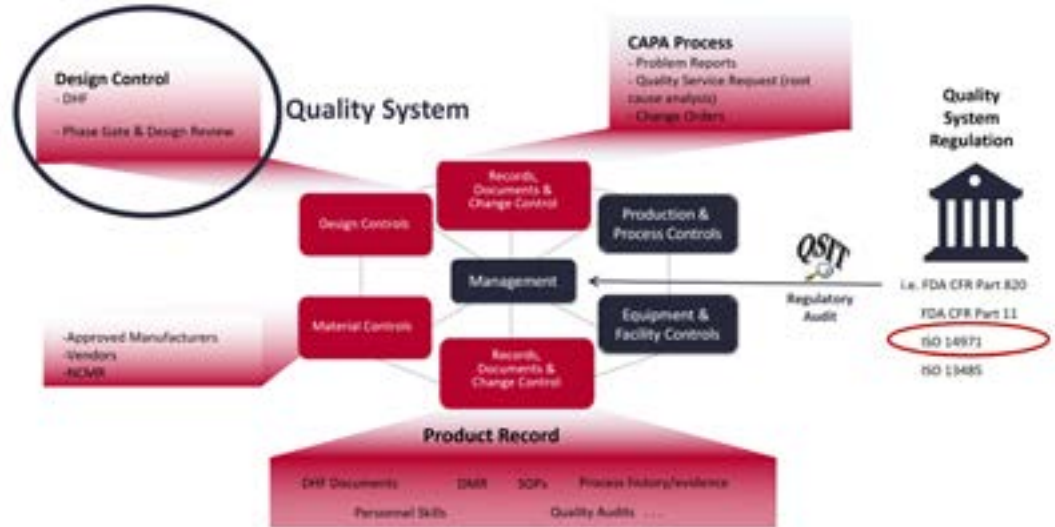 Design Control
- DHF
- Phase Gate & Design Review
Quality System
CAPA Process
- Problem Reports
- Quality Service Request (root
cause analysis)
- Change Orders
Quality
System
Regulation
Records,
Documents &
Change Control
Design Controls
Production &
Process Controls
Management
QSIT
Regulatory
Audit
i.e. FDA CFR Part 820
FDA CFR Part 11
ISO 14971
ISO 13485
Material Controls
Equipment &
Facility Controls
-Approved Manufacturers
-Vendors
-NCMR
Records,
Documents &
Change Control
Product Record
DHF Documents DMR SOPs Process history/evidence
Personnel Skills Quality Audits ...